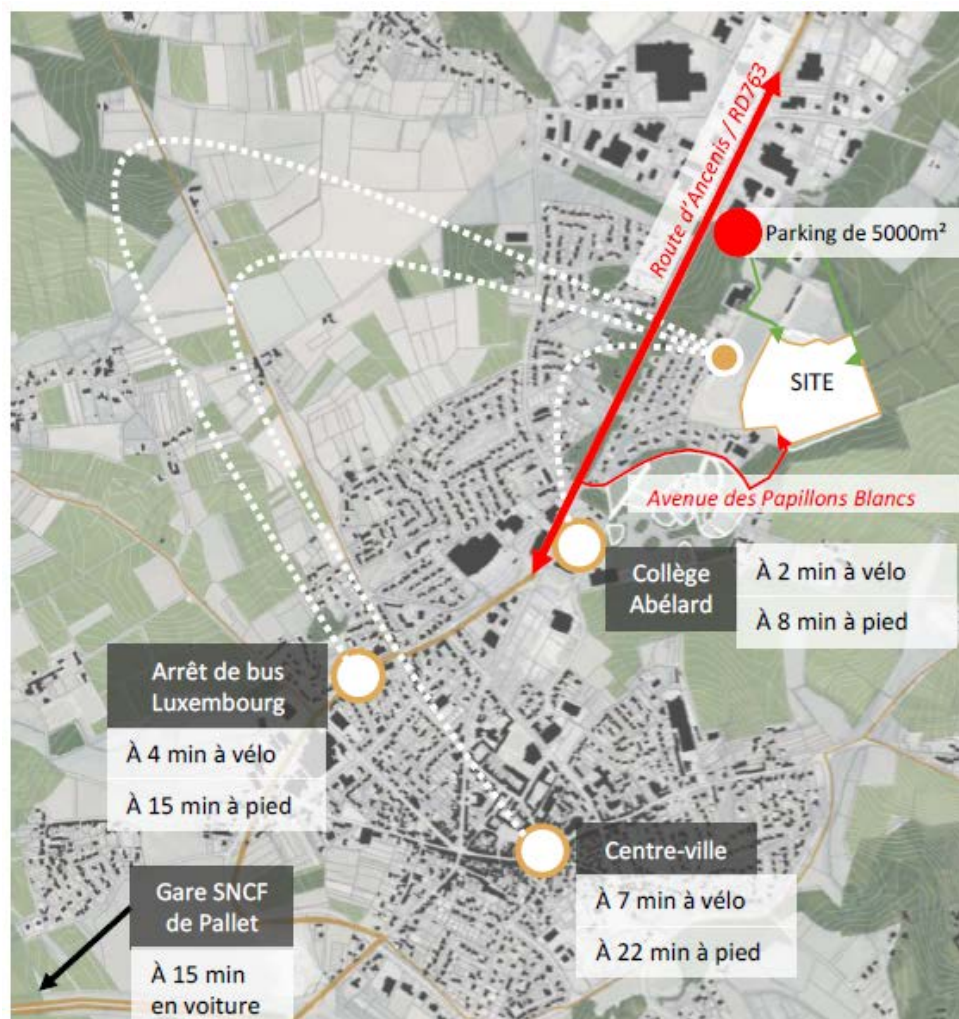 Route d'Ancenis / RD763
Parking de 5000m²
SITE
Avenue des Papillons Blancs
Collège
Abélard
À 2 min à vélo
À 8 min à pied
Arrêt de bus
Luxembourg
À 4 min à vélo
À 15 min à pied
Centre-ville
À 7 min à vélo
À 22 min à pied
Gare SNCF
de Pallet
À 15 min
en voiture